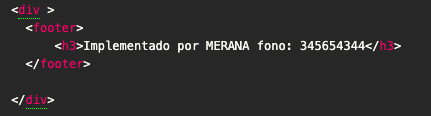 <div >
<footer>
<h3>Implementado por MERANA fono: 345654344</h3>
</footer>
</div>